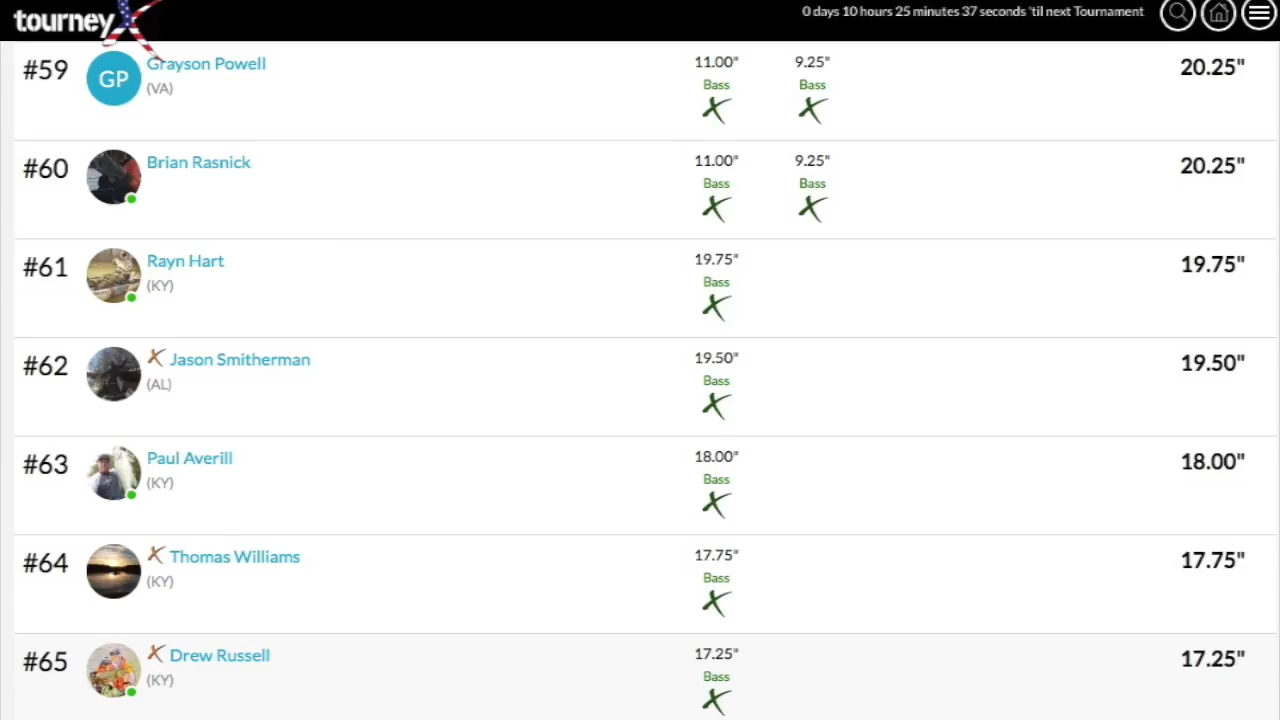 tourneyX
0 days 10 hours 25 minutes 37 seconds 'til next Tournament
#59 GP Grayson Powell 11.00" 9.25" 20.25"
(VA) Bass Bass
#60 Brian Rasnick 11.00" 9.25" 20.25"
Bass Bass
#61 Rayn Hart 19.75" 19.75"
(KY) Bass
#62 Jason Smitherman 19.50" 19.50"
(AL) Bass
#63 Paul Averill 18.00" 18.00"
(KY) Bass
#64 Thomas Williams 17.75" 17.75"
(KY) Bass
#65 Drew Russell 17.25" 17.25"
(KY) Bass